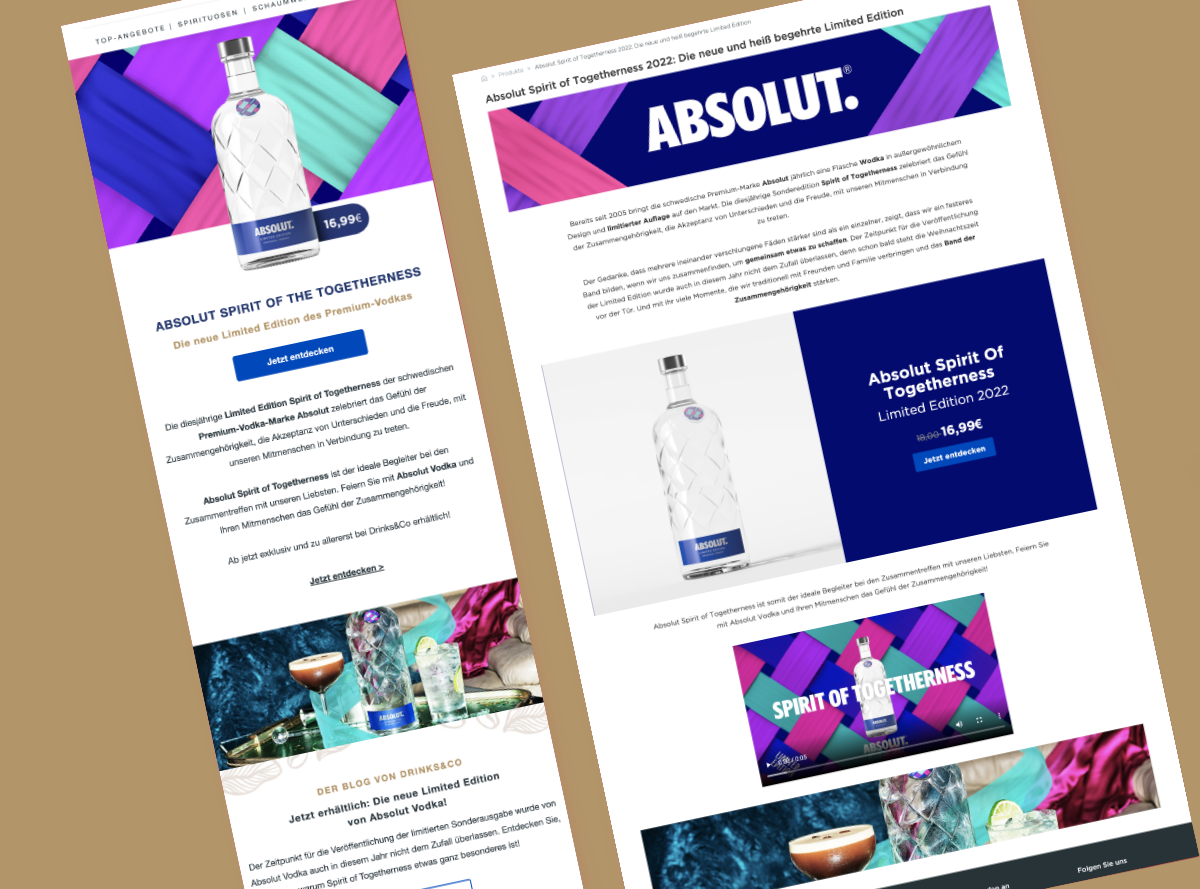 TOP-ANGEBOTE | SPIRITUOSEN |
ABSOLUT.
LIMITED EDITION
16,99€
ABSOLUT SPIRIT OF THE TOGETHERNESS
Die neue Limited Edition des Premium-Vodkas
Jetzt entdecken
Die diesjährige Limited Edition Spirit of Togetherness der schwedischen
Premium-Vodka-Marke Absolut zelebriert das Gefühl der
Zusammengehörigkeit, die Akzeptanz von Unterschieden und die Freude, mit
unseren Mitmenschen in Verbindung zu treten.
Absolut Spirit of Togetherness ist der ideale Begleiter bei den
Zusammentreffen mit unseren Liebsten. Feiern Sie mit Absolut Vodka und
Ihren Mitmenschen das Gefühl der Zusammengehörigkeit!
Ab jetzt exklusiv und zu allererst bei Drinks&Co erhältlich!
Jetzt entdecken >
ABSOLUT.
DER BLOG VON DRINKS&CO
Jetzt erhältlich: Die neue Limited Edition
von Absolut Vodka!
Der Zeitpunkt für die Veröffentlichung der limitierten Sonderausgabe wurde von
Absolut Vodka auch in diesem Jahr nicht dem Zufall überlassen. Entdecken Sie,
warum Spirit of Togetherness etwas ganz besonderes ist!
> Produkte > Absolut Spirit of Togetherness 2022: Die neue und heiß begehrte Limited Edition
Absolut Spirit of Togetherness 2022: Die neue und heiß begehrte Limited Edition
ABSOLUT.®
Bereits seit 2005 bringt die schwedische Premium-Marke Absolut jährlich eine Flasche Wodka in außergewöhnlichem
Design und limitierter Auflage auf den Markt. Die diesjährige Sonderedition Spirit of Togetherness zelebriert das Gefühl
der Zusammengehörigkeit, die Akzeptanz von Unterschieden und die Freude, mit unseren Mitmenschen in Verbindung
zu treten.
Der Gedanke, dass mehrere ineinander verschlungene Fäden stärker sind als ein einzelner, zeigt, dass wir ein festeres
Band bilden, wenn wir uns zusammenfinden, um gemeinsam etwas zu schaffen. Der Zeitpunkt für die Veröffentlichung
der Limited Edition wurde auch in diesem Jahr nicht dem Zufall überlassen, denn schon bald steht die Weihnachtszeit
vor der Tür. Und mit ihr viele Momente, die wir traditionell mit Freunden und Familie verbringen und das Band der
Zusammengehörigkeit stärken.
ABSOLUT.
LIMITED EDITION
Absolut Spirit Of
Togetherness
Limited Edition 2022
18,00 16,99€
Jetzt entdecken
Absolut Spirit of Togetherness ist somit der ideale Begleiter bei den Zusammentreffen mit unseren Liebsten. Feiern Sie
mit Absolut Vodka und Ihren Mitmenschen das Gefühl der Zusammengehörigkeit!
SPIRIT OF TOGETHERNESS
ABSOLUT.
0:00 / 0:05
Folgen Sie uns